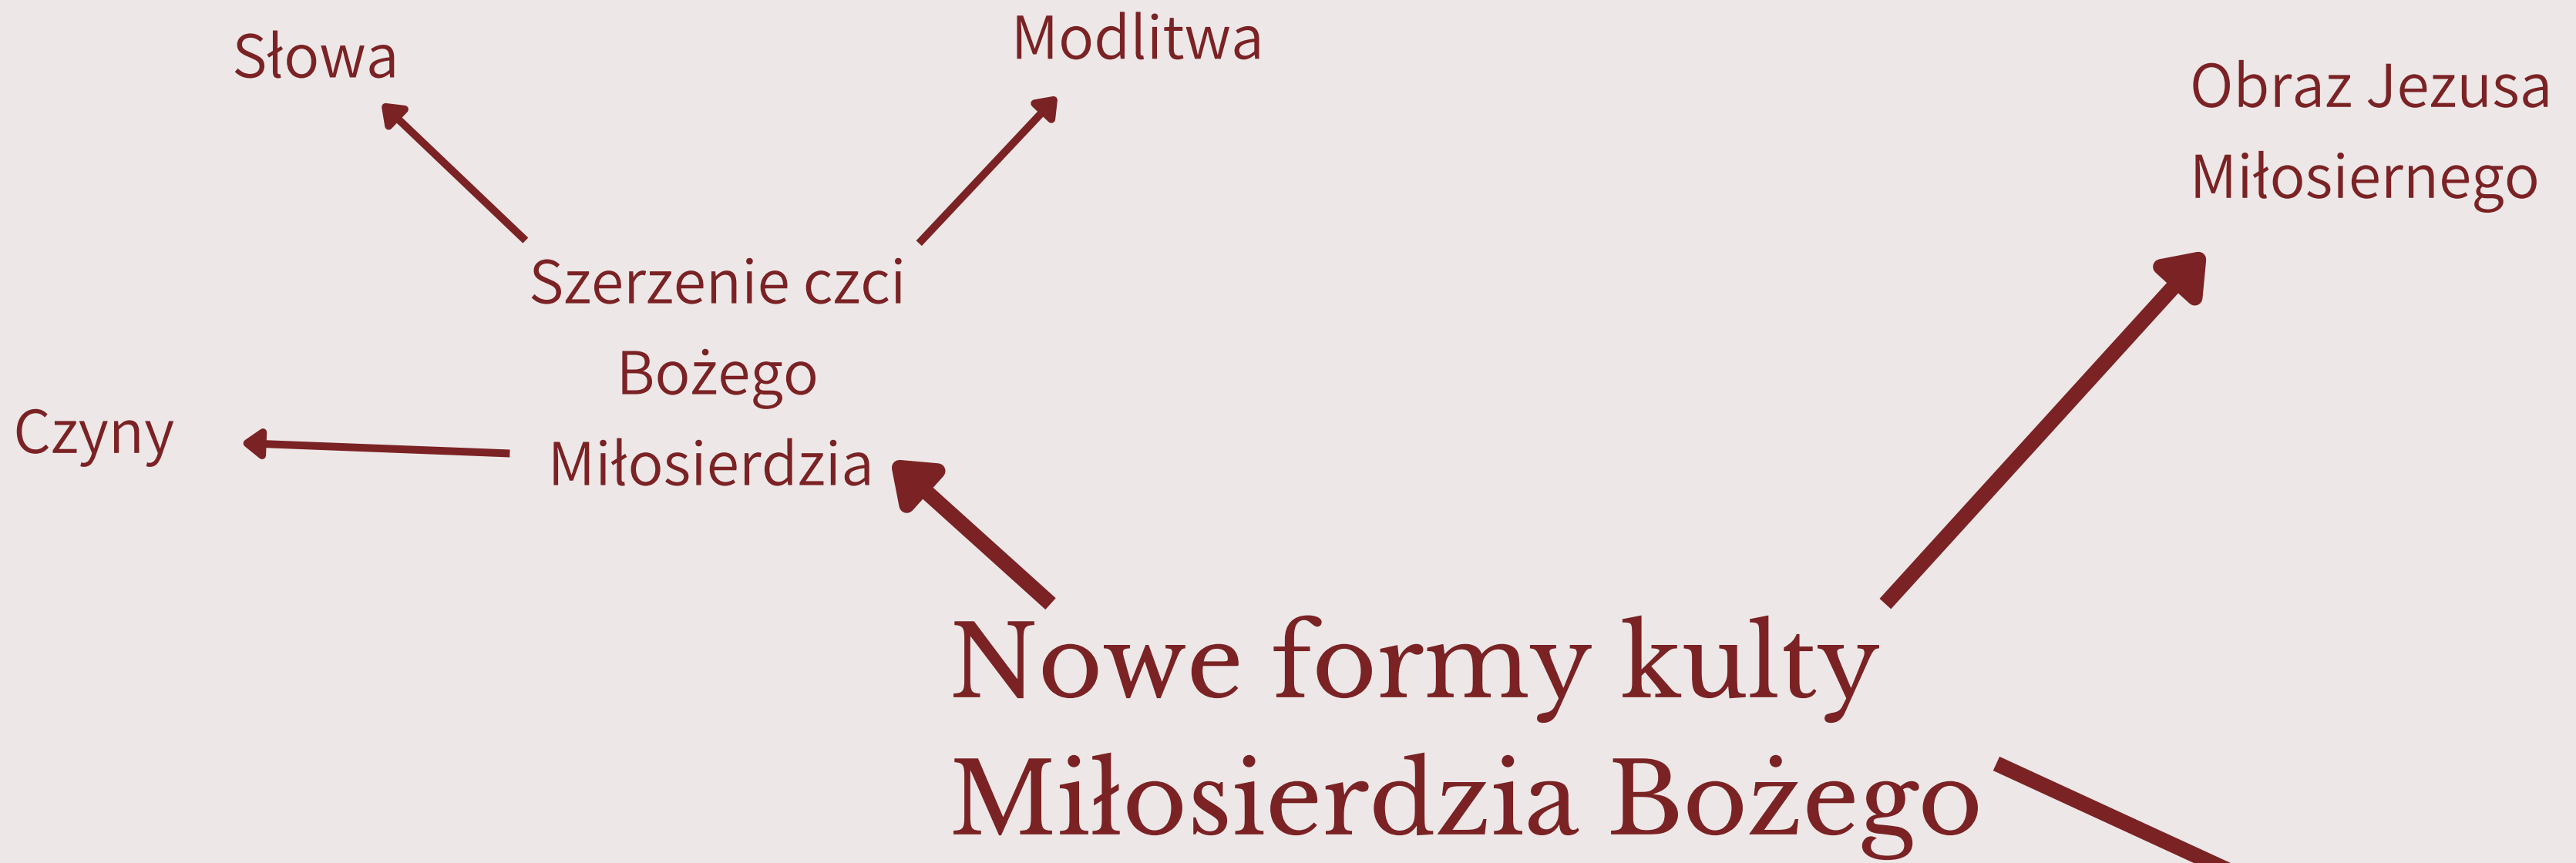 Słowa
Modlitwa
Obraz Jezusa
Miłosiernego
Szerzenie czci
Bożego
Miłosierdzia
Czyny
Nowe formy kulty
Miłosierdzia Bożego